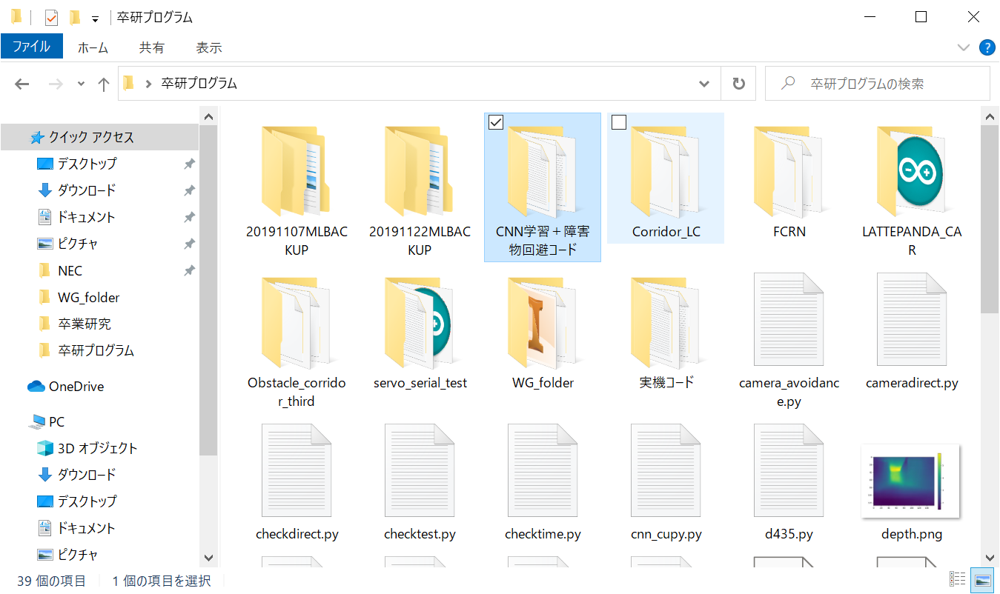 卒研プログラム
ファイル ホーム 共有 表示
卒研プログラム
卒研プログラムの検索
クイック アクセス
デスクトップ
ダウンロード
ドキュメント
ピクチャ
NEC
WG_folder
卒業研究
卒研プログラム
OneDrive
PC
3D オブジェクト
ダウンロード
デスクトップ
ドキュメント
ピクチャ
20191107MLBAC
KUP
20191122MLBAC
KUP
CNN学習＋障害
物回避コード
Corridor_LC
FCRN
LATTEPANDA_CA
R
Obstacle_corrido
r_third
servo_serial_test
WG_folder
実機コード
camera_avoidanc
e.py
cameradirect.py
checkdirect.py
checktest.py
checktime.py
cnn_cupy.py
d435.py
depth.png
39 個の項目 1 個の項目を選択